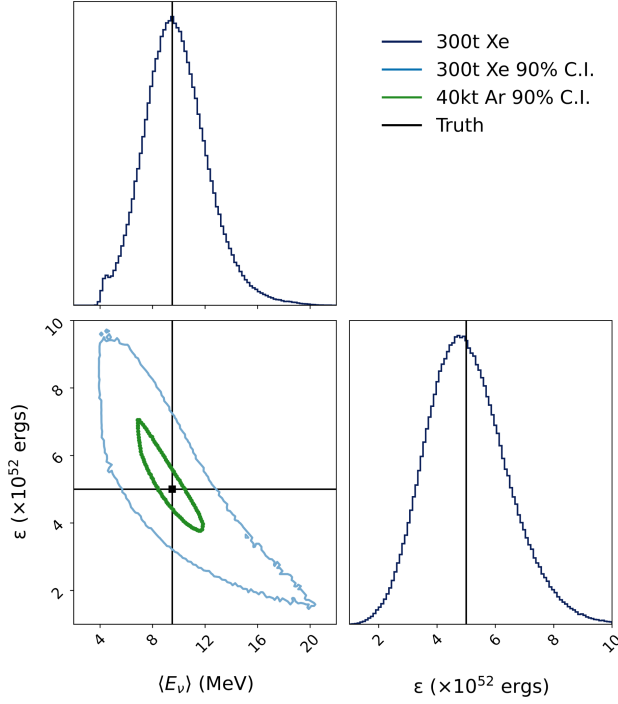 300t Xe
300t Xe 90% C.I.
40kt Ar 90% C.I.
Truth
10
8
6
4
2
ε (×10⁵² ergs)
4
8
12
16
20
⟨Eν⟩ (MeV)
2
4
6
8
10
ε (×10⁵² ergs)